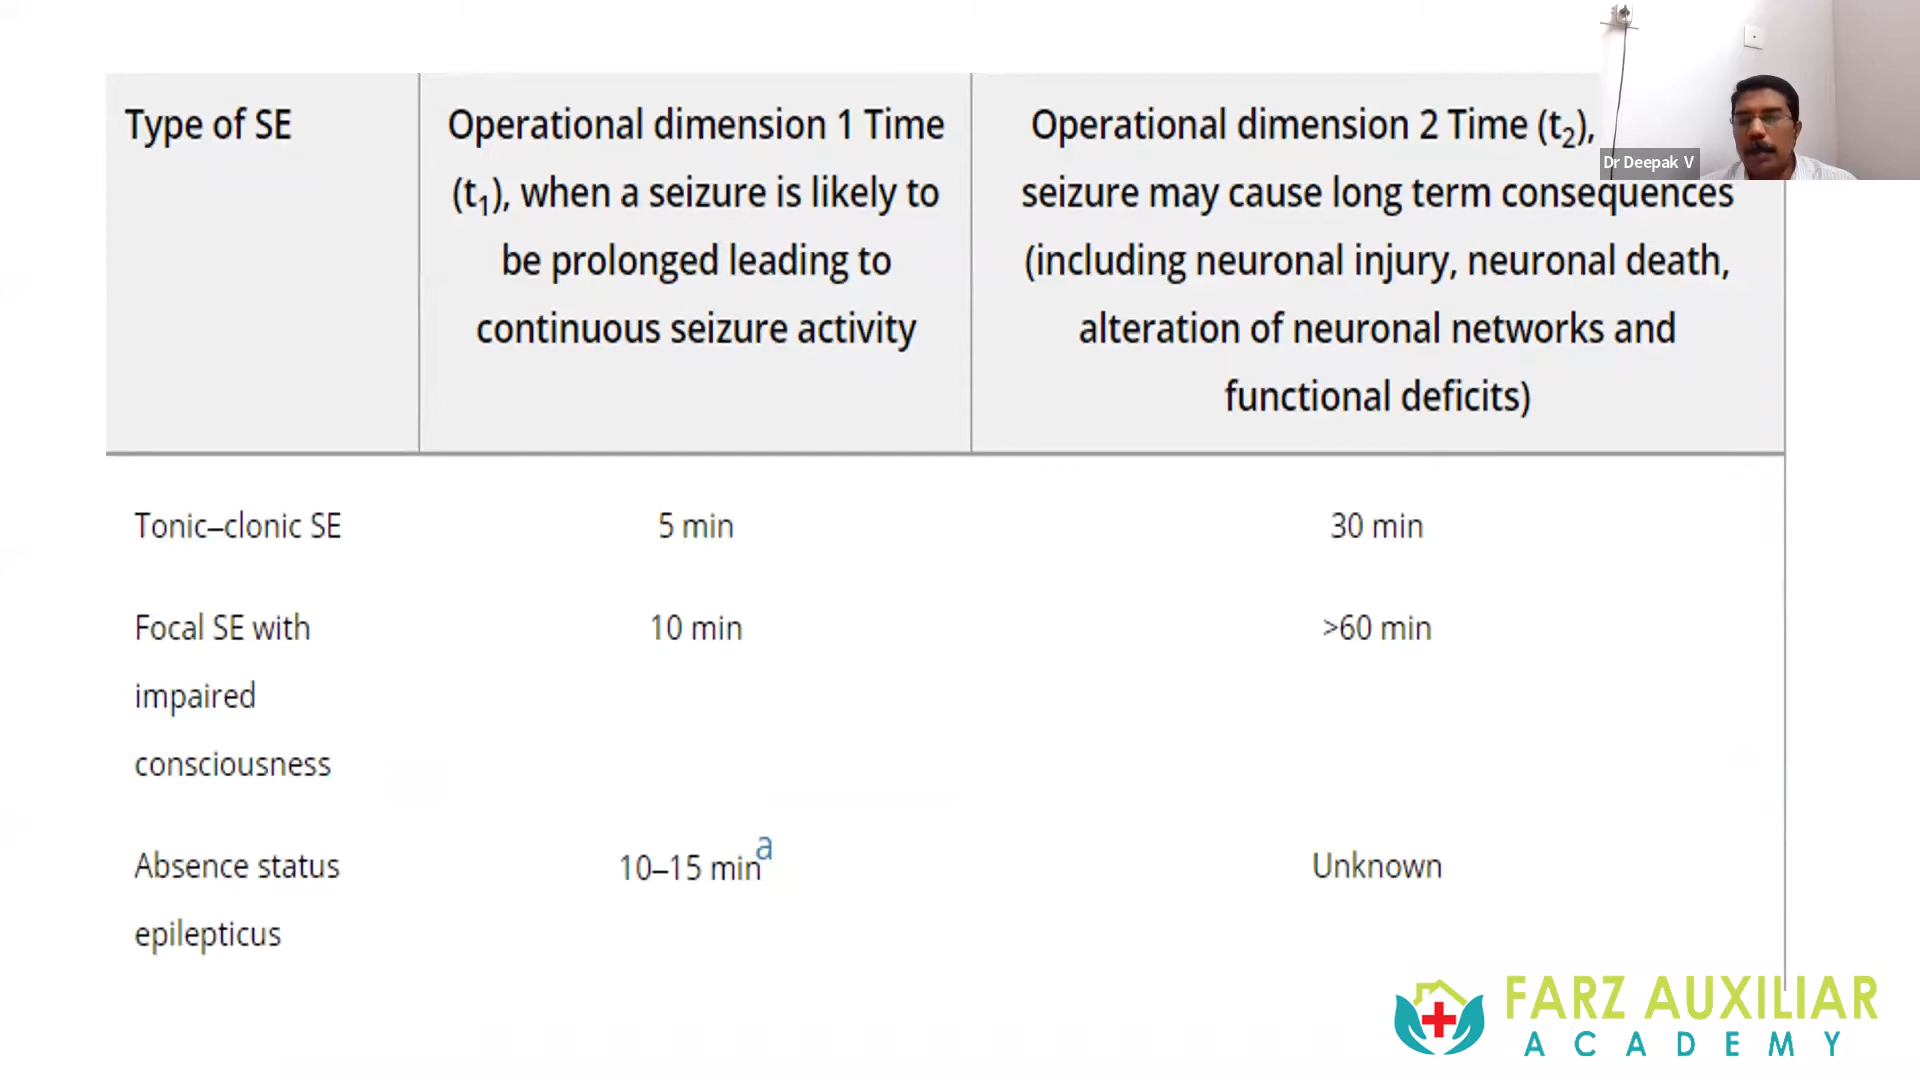 Type of SE
Operational dimension 1 Time
(t₁), when a seizure is likely to
be prolonged leading to
continuous seizure activity
Operational dimension 2 Time (t₂),
seizure may cause long term consequences
(including neuronal injury, neuronal death,
alteration of neuronal networks and
functional deficits)
Dr Deepak V
Tonic–clonic SE
5 min
30 min
Focal SE with
impaired
consciousness
10 min
>60 min
Absence status
epilepticus
10–15 minᵃ
Unknown
FARZ AUXILIAR
ACADEMY